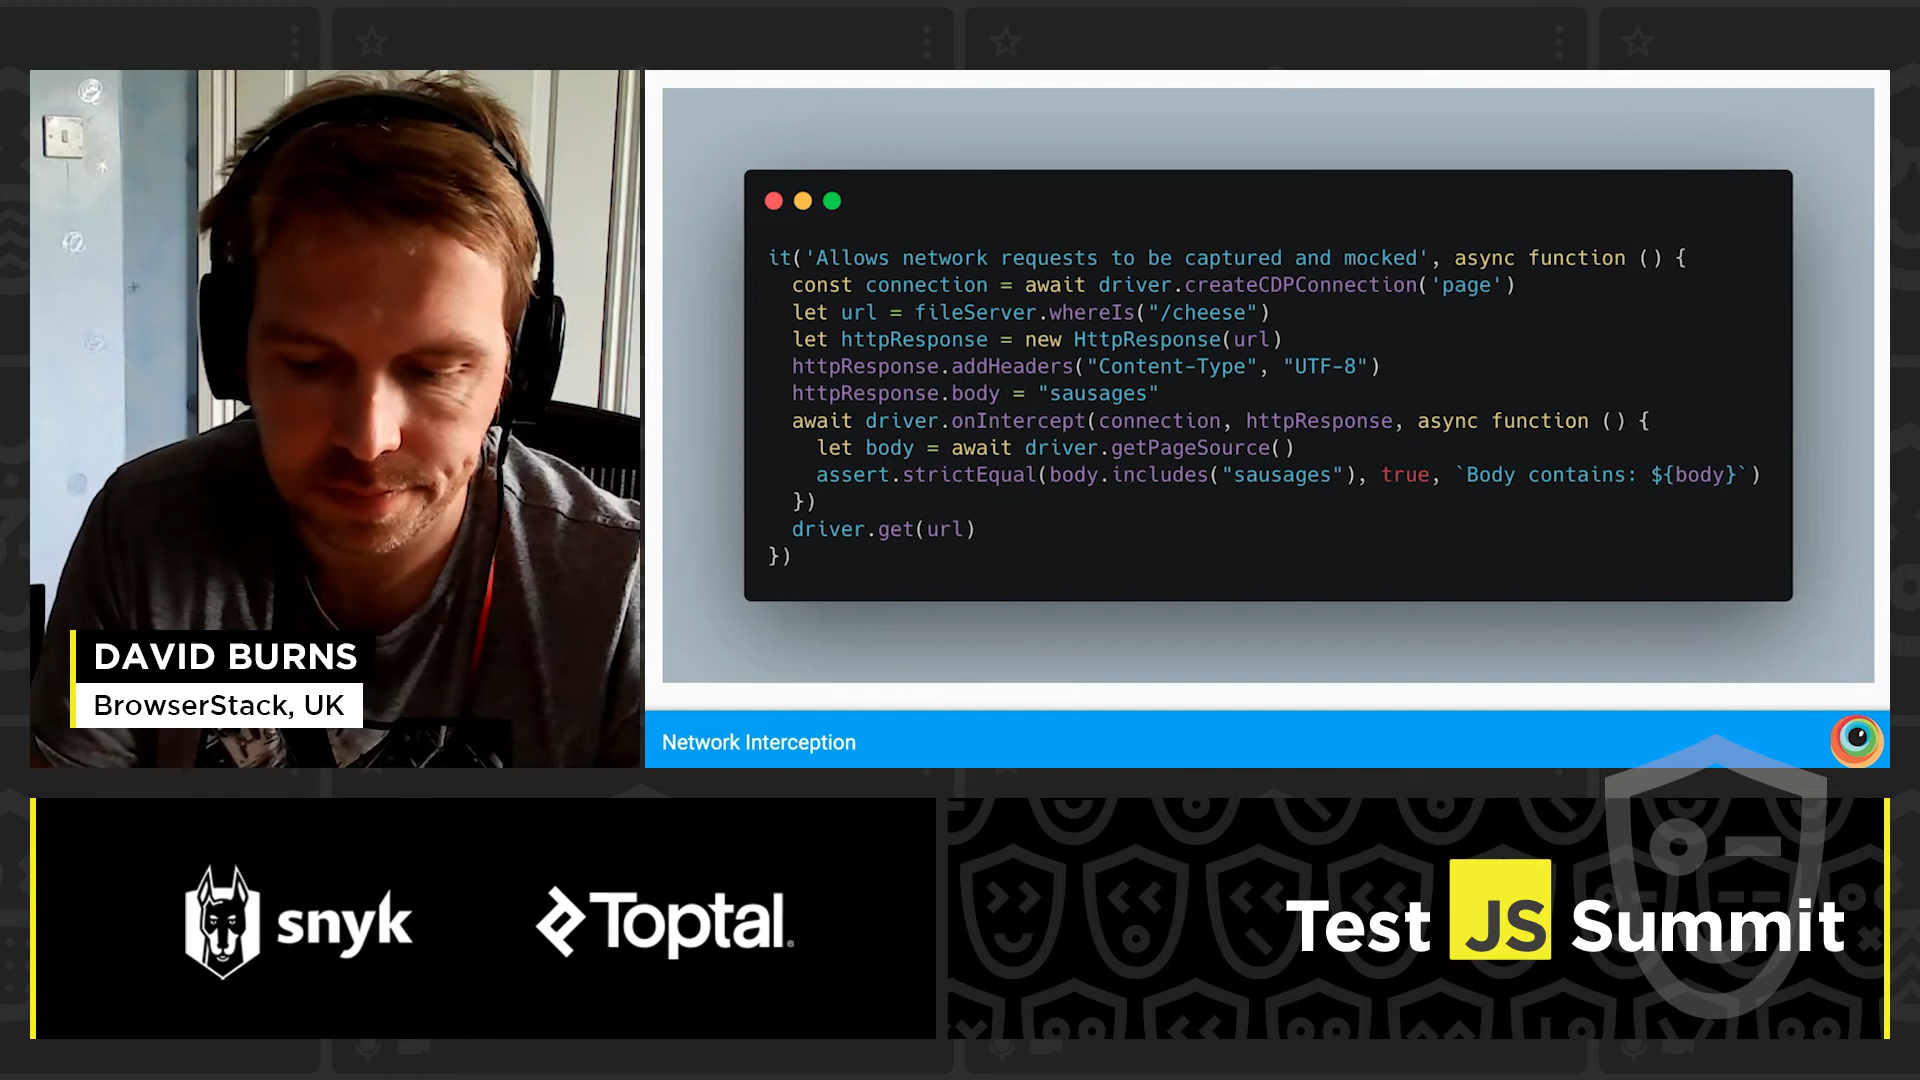 it('Allows network requests to be captured and mocked', async function () {
const connection = await driver.createCDPConnection('page')
let url = fileServer.whereIs("/cheese")
let httpResponse = new HttpResponse(url)
httpResponse.addHeaders("Content-Type", "UTF-8")
httpResponse.body = "sausages"
await driver.onIntercept(connection, httpResponse, async function () {
let body = await driver.getPageSource()
assert.strictEqual(body.includes("sausages"), true, `Body contains: ${body}`)
})
driver.get(url)
})
DAVID BURNS
BrowserStack, UK
Network Interception
snyk
Toptal
Test JS Summit